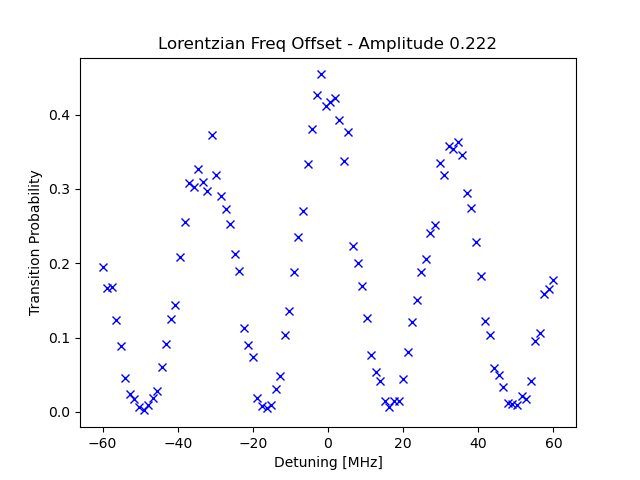 Lorentzian Freq Offset - Amplitude 0.222
Transition Probability
0.4
0.3
0.2
0.1
0.0
−60 −40 −20 0 20 40 60
Detuning [MHz]